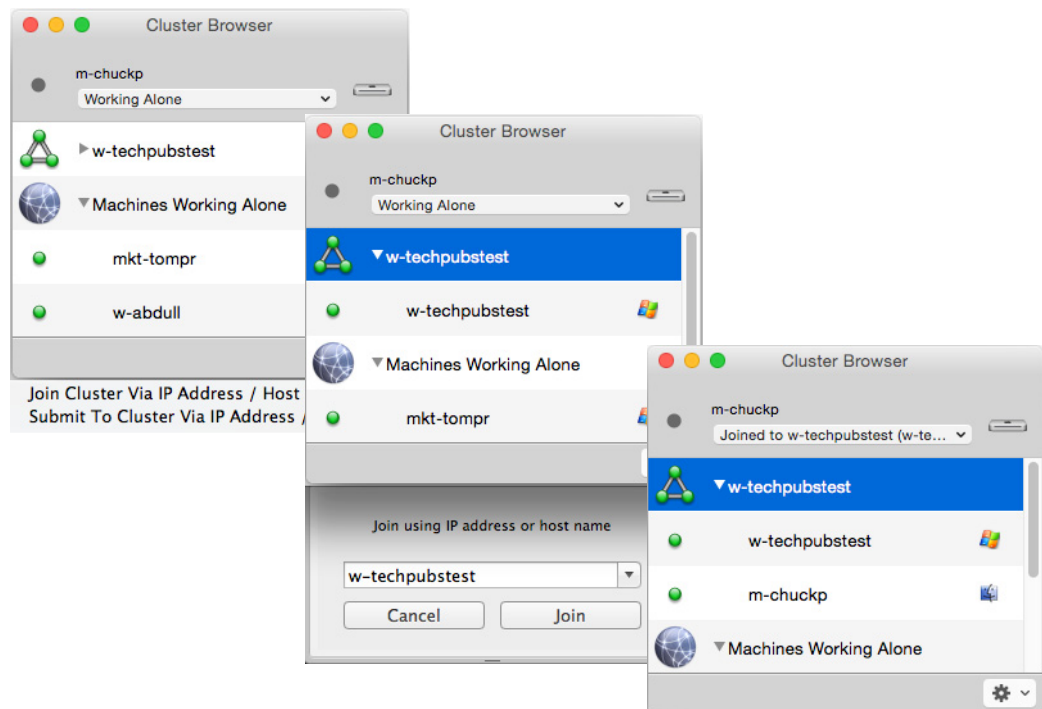 Cluster Browser
m-chuckp
Working Alone
w-techpubstest
Machines Working Alone
mkt-tompr
w-abdull
Join Cluster Via IP Address / Host
Submit To Cluster Via IP Address /
Cluster Browser
m-chuckp
Working Alone
w-techpubstest
w-techpubstest
Machines Working Alone
mkt-tompr
Join using IP address or host name
w-techpubstest
Cancel Join
Cluster Browser
m-chuckp
Joined to w-techpubstest (w-te...
w-techpubstest
w-techpubstest
m-chuckp
Machines Working Alone